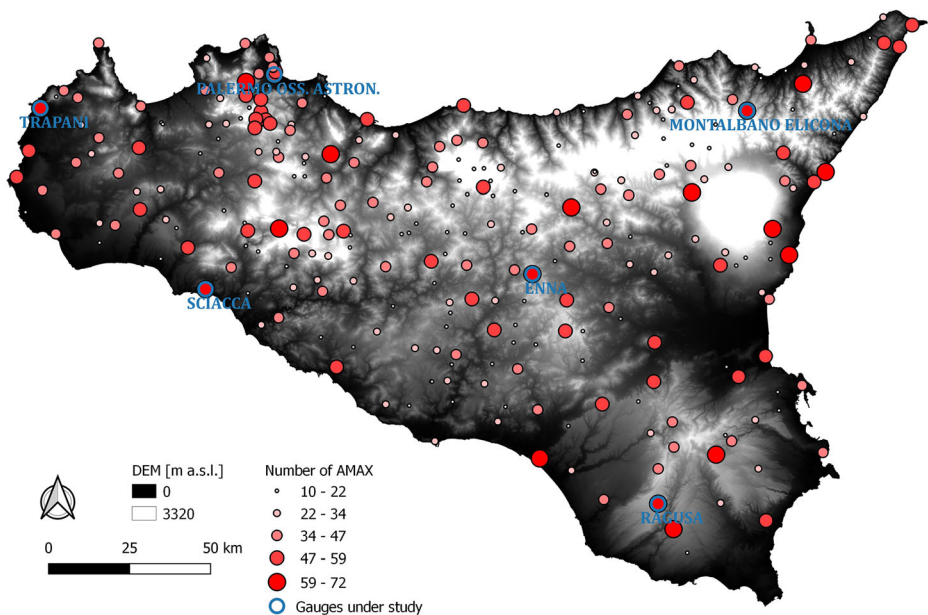 PALERMO OSS. ASTRON.
TRAPANI
MONTALBANO ELICONA
ENNA
SCIACCA
RAGUSA
DEM [m a.s.l.]
0
3320
Number of AMAX
10 - 22
22 - 34
34 - 47
47 - 59
59 - 72
Gauges under study
0 25 50 km